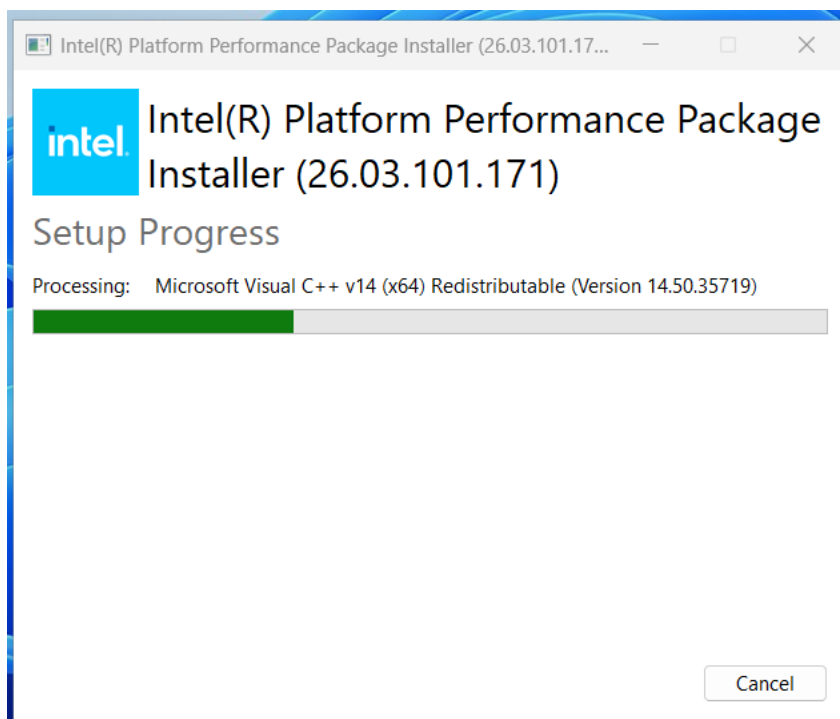 Intel(R) Platform Performance Package Installer (26.03.101.17...
intel.
Intel(R) Platform Performance Package
Installer (26.03.101.171)
Setup Progress
Processing: Microsoft Visual C++ v14 (x64) Redistributable (Version 14.50.35719)
Cancel